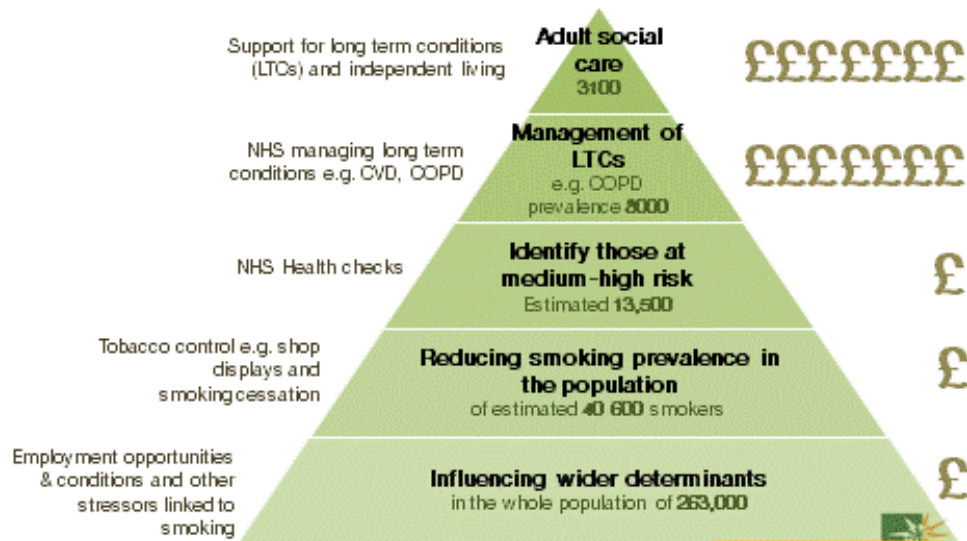 Support for long term conditions
(LTCs) and independent living
Adult social
care
3100
£££££££
NHS managing long term
conditions e.g. CVD, COPD
Management of
LTCs
e.g. COPD
prevalence 8000
£££££££
NHS Health checks
Identify those at
medium-high risk
Estimated 13,500
£
Tobacco control e.g. shop
displays and
smoking cessation
Reducing smoking prevalence in
the population
of estimated 40 600 smokers
£
Employment opportunities
& conditions and other
stressors linked to
smoking
Influencing wider determinants
in the whole population of 263,000
£